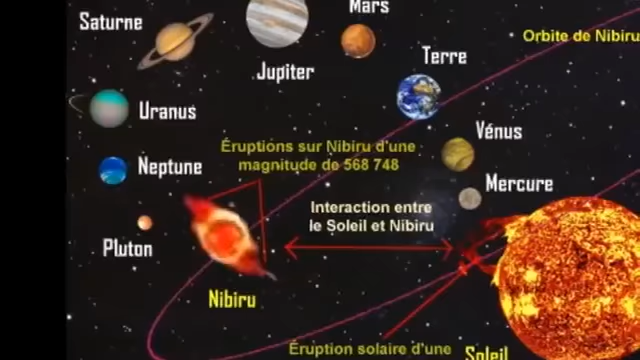 Mars
Saturne
Orbite de Nibiru
Terre
Jupiter
Uranus
Vénus
Éruptions sur Nibiru d'une
magnitude de 568 748
Neptune
Mercure
Interaction entre
le Soleil et Nibiru
Pluton
Nibiru
Éruption solaire d'une
Soleil